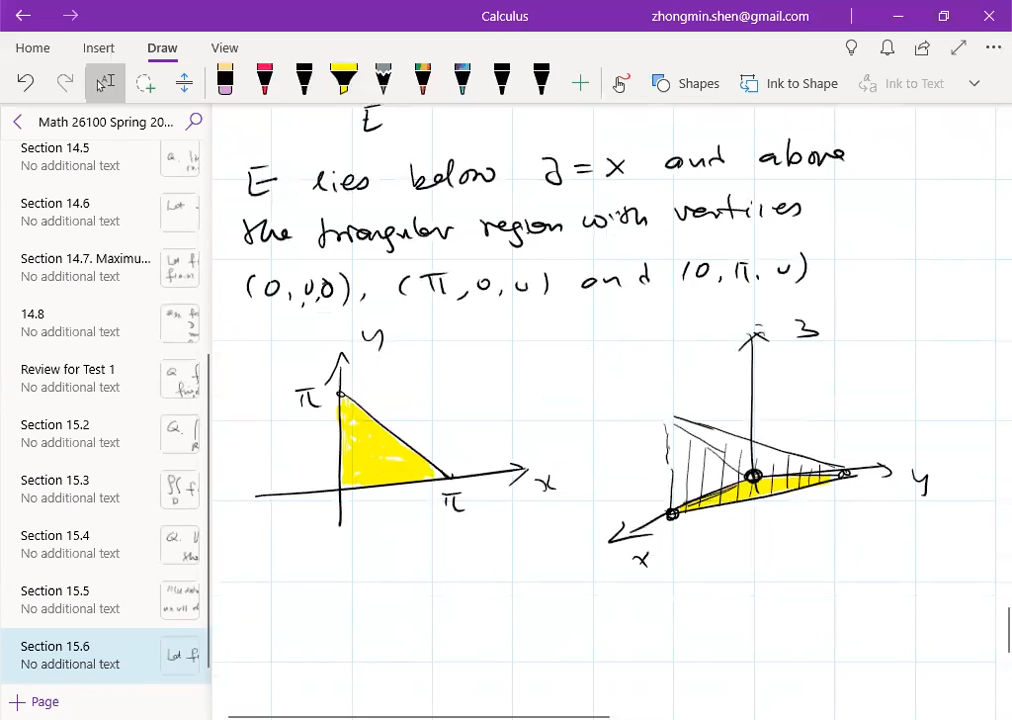 Calculus
zhongmin.shen@gmail.com
Home
Insert
Draw
View
Shapes
Ink to Shape
Ink to Text
Math 26100 Spring 20...
Section 14.5
No additional text
Section 14.6
No additional text
Section 14.7. Maximu...
No additional text
14.8
No additional text
Review for Test 1
No additional text
Section 15.2
No additional text
Section 15.3
No additional text
Section 15.4
No additional text
Section 15.5
No additional text
Section 15.6
No additional text
Page
E
E lies below z = x and above
the triangular region with vertices
(0, 0, 0), (π, 0, 0) and (0, π, 0)
y
π
π
x
z
y
x